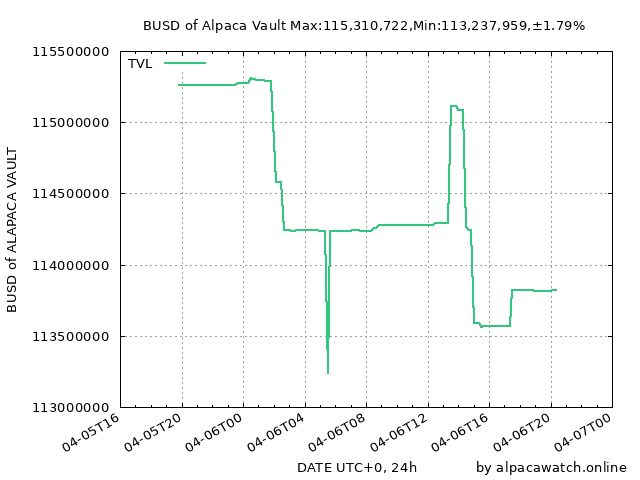 BUSD of Alpaca Vault Max:115,310,722,Min:113,237,959,±1.79%
TVL
115500000
115000000
114500000
114000000
113500000
113000000
BUSD of ALAPACA VAULT
04-05T16
04-05T20
04-06T00
04-06T04
04-06T08
04-06T12
04-06T16
04-06T20
04-07T00
DATE UTC+0, 24h
by alpacawatch.online